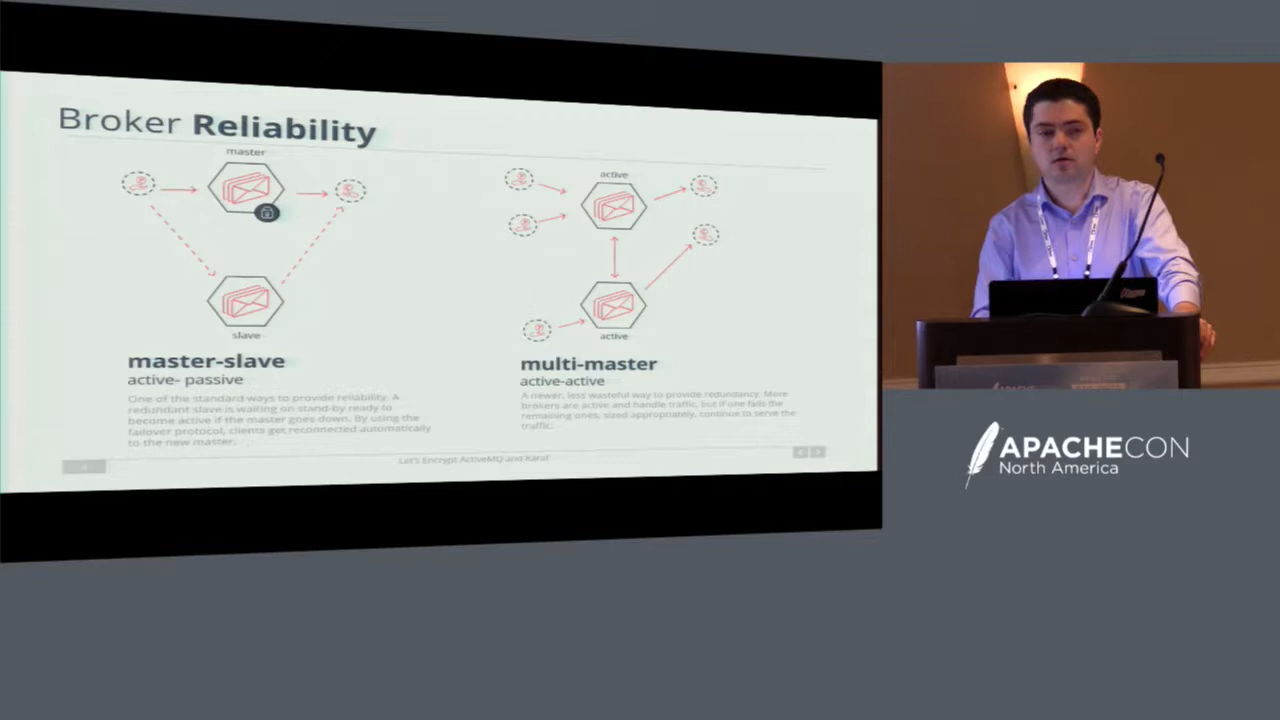 Broker Reliability
master
slave
master-slave
active- passive
One of the standard ways to provide reliability. A
redundant slave is waiting on stand-by ready to
become active if the master goes down. By using the
failover protocol, clients get reconnected automatically
to the new master.
active
active
multi-master
active-active
A newer, less wasteful way to provide redundancy. More
brokers are active and handle traffic, but if one fails the
remaining ones, sized appropriately, continue to serve the
traffic.
Let's Encrypt ActiveMQ and Karaf
APACHECON
North America